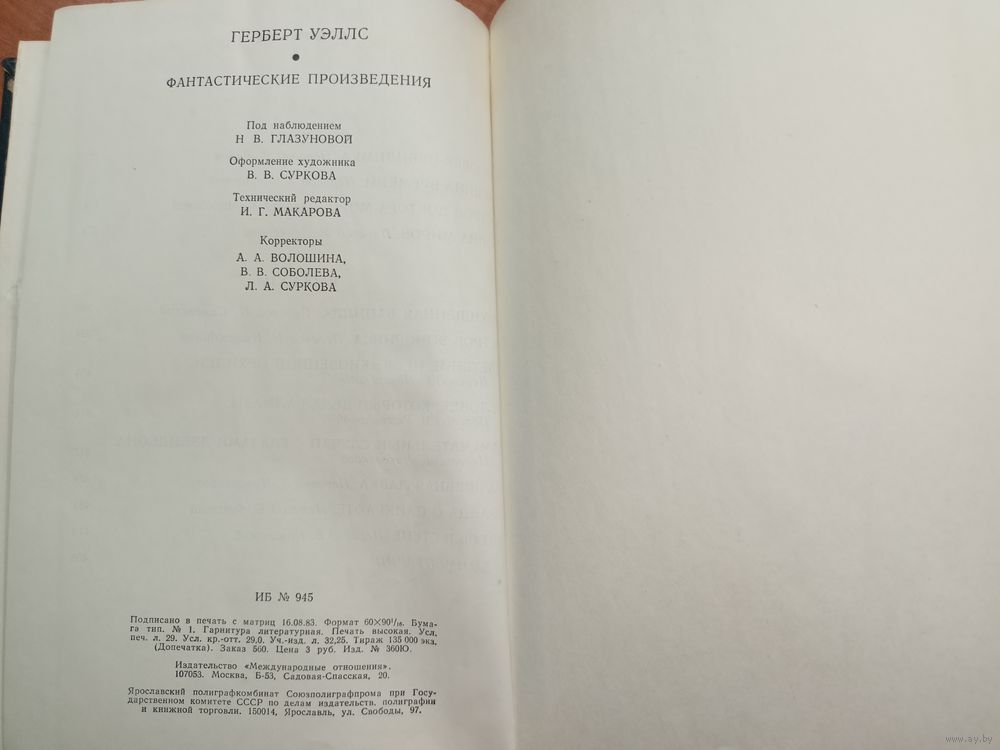 ГЕРБЕРТ УЭЛЛС
●
ФАНТАСТИЧЕСКИЕ ПРОИЗВЕДЕНИЯ
Под наблюдением
Н В. ГЛАЗУНОВОЙ
Оформление художника
В. В. СУРКОВА
Технический редактор
И. Г. МАКАРОВА
Корректоры
А. А. ВОЛОШИНА,
В. В. СОБОЛЕВА,
Л. А. СУРКОВА
ИБ № 945
Подписано в печать с матриц 16.08.83. Формат 60×90¹/₁₆. Бума-
га тип. № 1. Гарнитура литературная. Печать высокая. Усл.
печ. л. 29. Усл. кр.-отт. 29,0. Уч.-изд. л. 32,25. Тираж 135 000 экз.
(Допечатка). Заказ 560. Цена 3 руб. Изд. № 360Ю.
Издательство «Международные отношения».
107053. Москва, Б-53, Садовая-Спасская, 20.
Ярославский полиграфкомбинат Союзполиграфпрома при Госу-
дарственном комитете СССР по делам издательств. полиграфии
и книжной торговли. 150014, Ярославль, ул. Свободы, 97.
www.ay.by